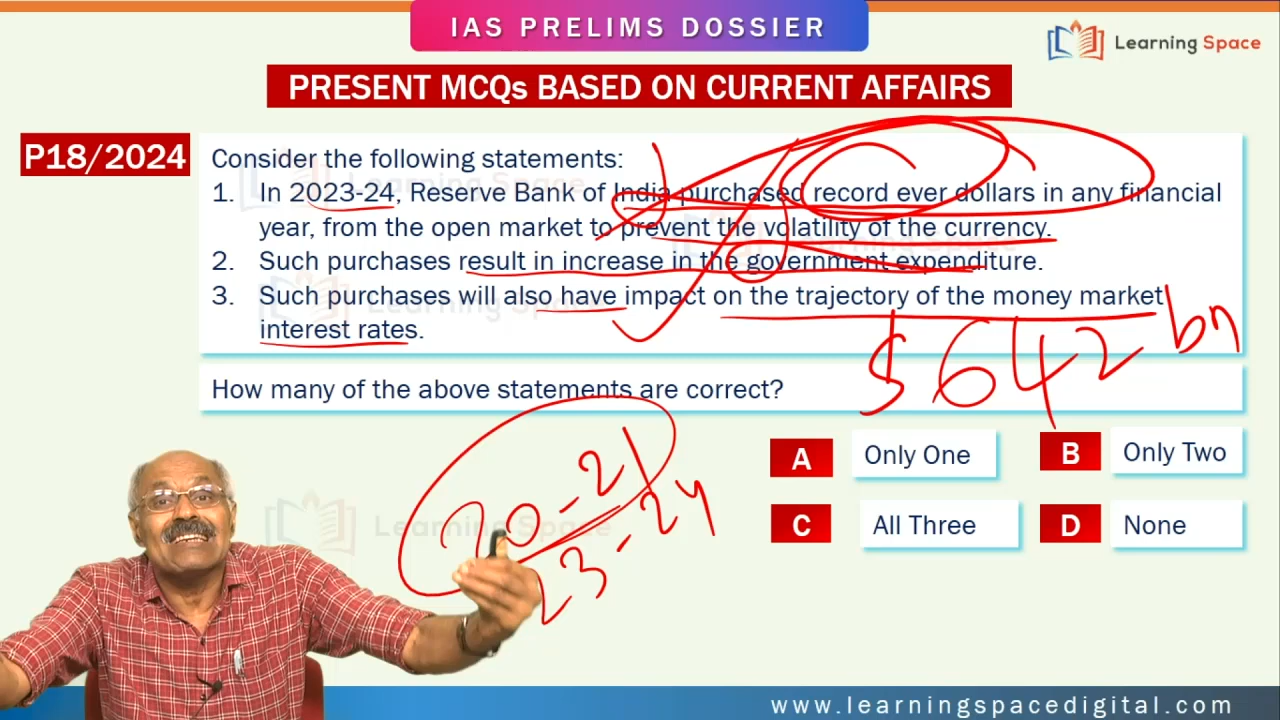 IAS PRELIMS DOSSIER
Learning Space
PRESENT MCQs BASED ON CURRENT AFFAIRS
P18/2024
Consider the following statements:
1. In 2023-24, Reserve Bank of India purchased record ever dollars in any financial
year, from the open market to prevent the volatility of the currency.
2. Such purchases result in increase in the government expenditure.
3. Such purchases will also have impact on the trajectory of the money market
interest rates.
$642 bn
How many of the above statements are correct?
A Only One
B Only Two
C All Three
D None
20-21
23-24
Learning Space
www.learningspacedigital.com